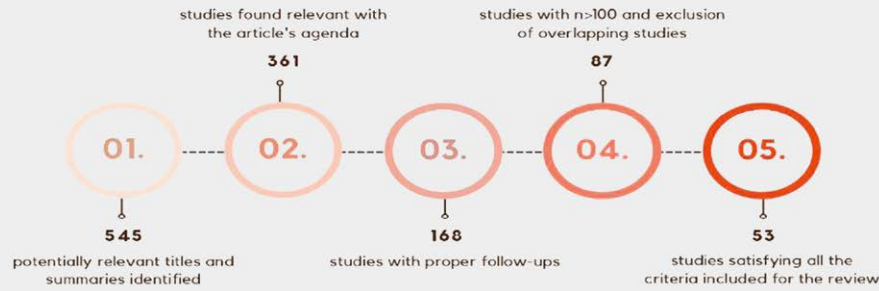 studies found relevant with
the article's agenda
361
studies with n>100 and exclusion
of overlapping studies
87
01.
02.
03.
04.
05.
545
potentially relevant titles and
summaries identified
168
studies with proper follow-ups
53
studies satisfying all the
criteria included for the review